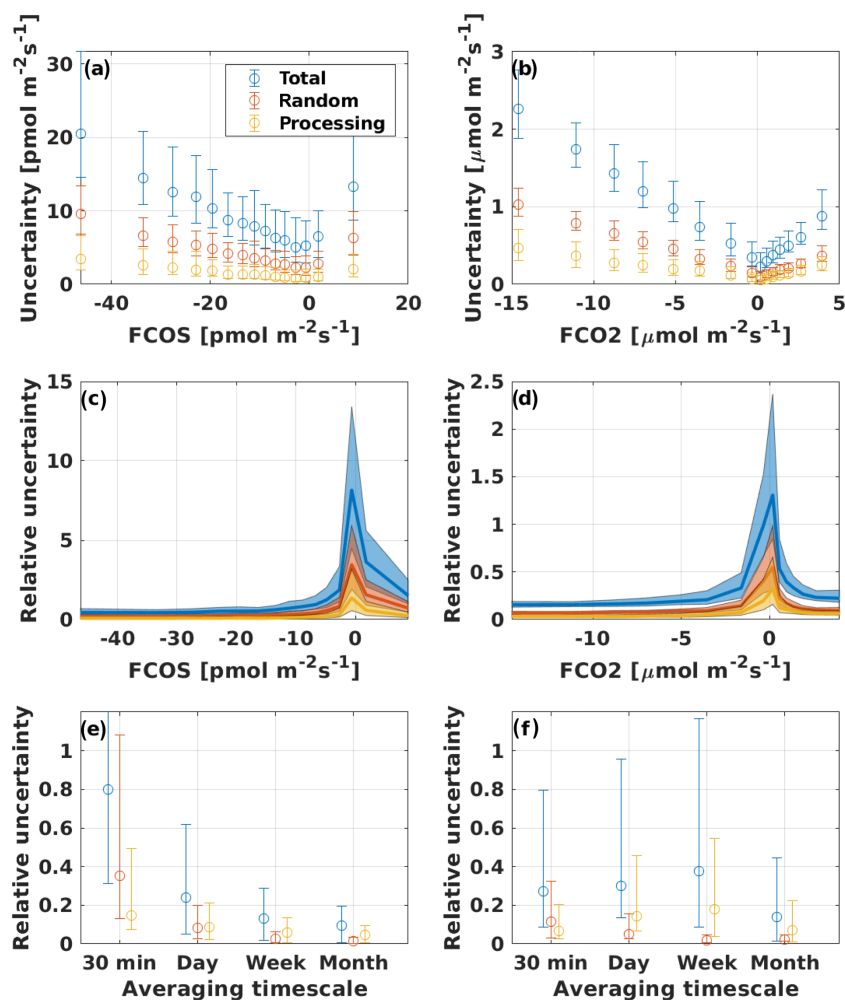 (a)
Total
Random
Processing
30
20
10
0
-40
-20
0
20
Uncertainty [pmol m⁻²s⁻¹]
FCOS [pmol m⁻²s⁻¹]
(b)
3
2
1
0
-15
-10
-5
0
5
Uncertainty [μmol m⁻²s⁻¹]
FCO2 [μmol m⁻²s⁻¹]
(c)
15
10
5
0
-40
-30
-20
-10
0
Relative uncertainty
FCOS [pmol m⁻²s⁻¹]
(d)
2.5
2
1.5
1
0.5
0
-10
-5
0
Relative uncertainty
FCO2 [μmol m⁻²s⁻¹]
(e)
1
0.8
0.6
0.4
0.2
0
30 min
Day
Week
Month
Relative uncertainty
Averaging timescale
(f)
1
0.8
0.6
0.4
0.2
0
30 min
Day
Week
Month
Relative uncertainty
Averaging timescale